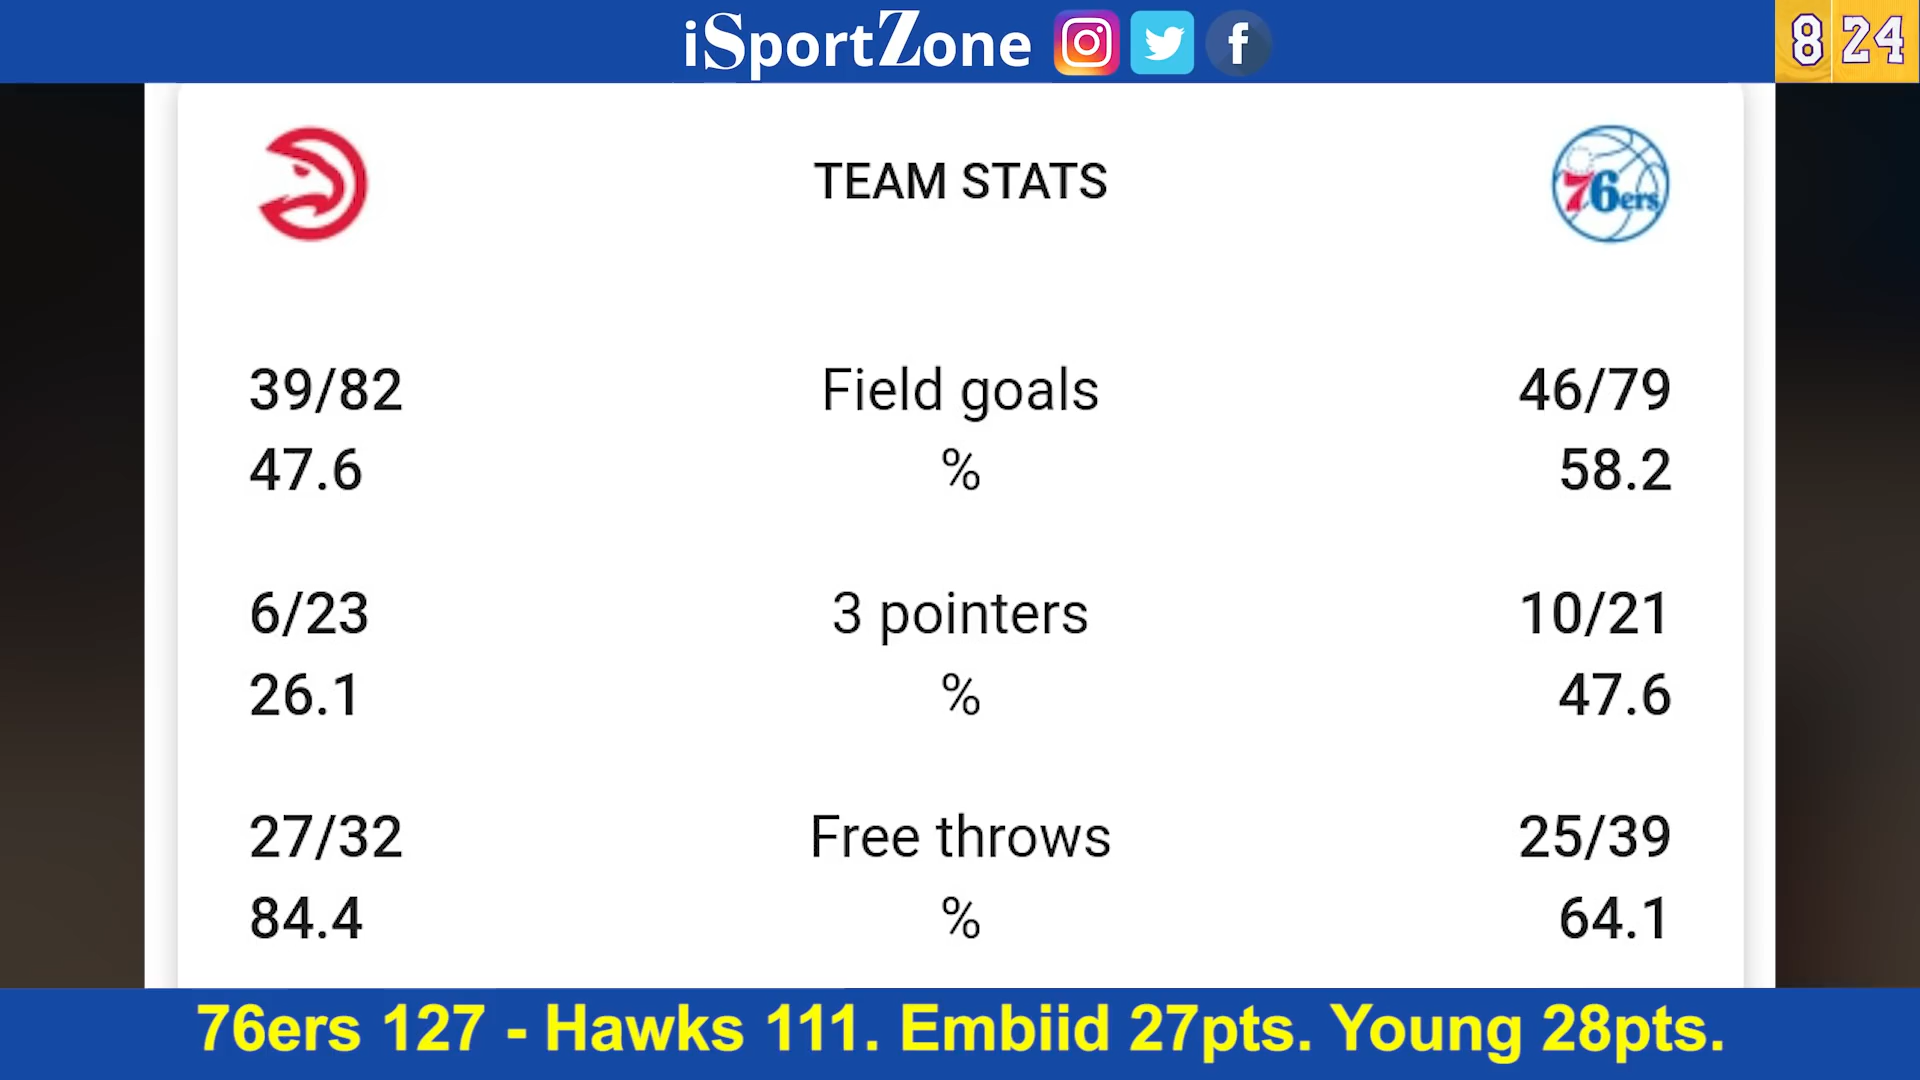 iSportZone
8 24
TEAM STATS
76ers
39/82 Field goals 46/79
47.6 % 58.2
6/23 3 pointers 10/21
26.1 % 47.6
27/32 Free throws 25/39
84.4 % 64.1
76ers 127 - Hawks 111. Embiid 27pts. Young 28pts.